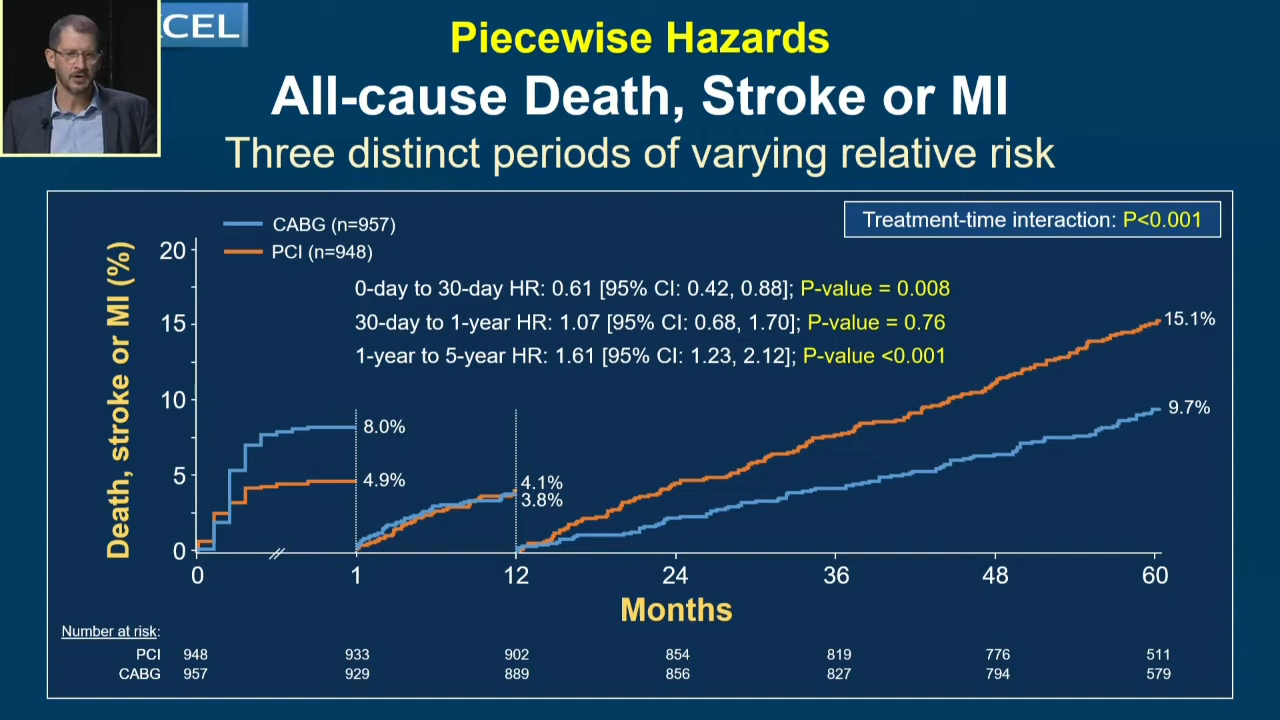 CEL
Piecewise Hazards
All-cause Death, Stroke or MI
Three distinct periods of varying relative risk
CABG (n=957)
PCI (n=948)
Treatment-time interaction: P<0.001
0-day to 30-day HR: 0.61 [95% CI: 0.42, 0.88]; P-value = 0.008
30-day to 1-year HR: 1.07 [95% CI: 0.68, 1.70]; P-value = 0.76
1-year to 5-year HR: 1.61 [95% CI: 1.23, 2.12]; P-value <0.001
Death, stroke or MI (%)
20
15
10
5
0
8.0%
4.9%
4.1%
3.8%
15.1%
9.7%
0 1 12 24 36 48 60
Months
Number at risk:
PCI 948 933 902 854 819 776 511
CABG 957 929 889 856 827 794 579